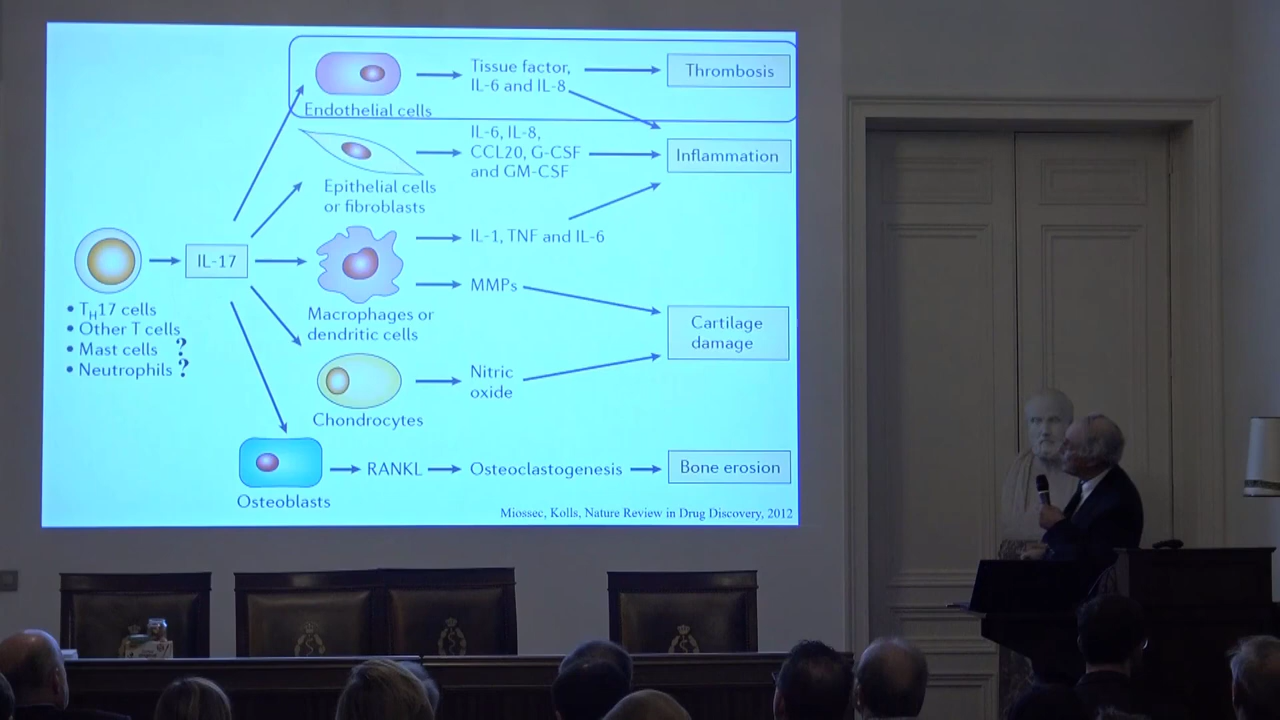 Endothelial cells
Tissue factor,
IL-6 and IL-8
Thrombosis
Epithelial cells
or fibroblasts
IL-6, IL-8,
CCL20, G-CSF
and GM-CSF
Inflammation
IL-17
• TH17 cells
• Other T cells
• Mast cells ?
• Neutrophils ?
Macrophages or
dendritic cells
IL-1, TNF and IL-6
MMPs
Cartilage
damage
Chondrocytes
Nitric
oxide
Osteoblasts
RANKL
Osteoclastogenesis
Bone erosion
Miossec, Kolls, Nature Review in Drug Discovery, 2012